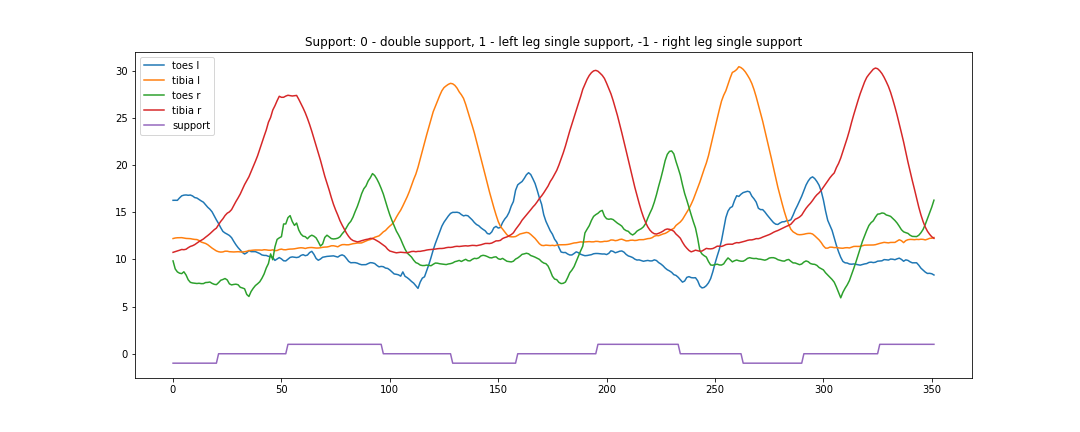 Support: 0 - double support, 1 - left leg single support, -1 - right leg single support
toes l
tibia l
toes r
tibia r
support
30
25
20
15
10
5
0
0 50 100 150 200 250 300 350